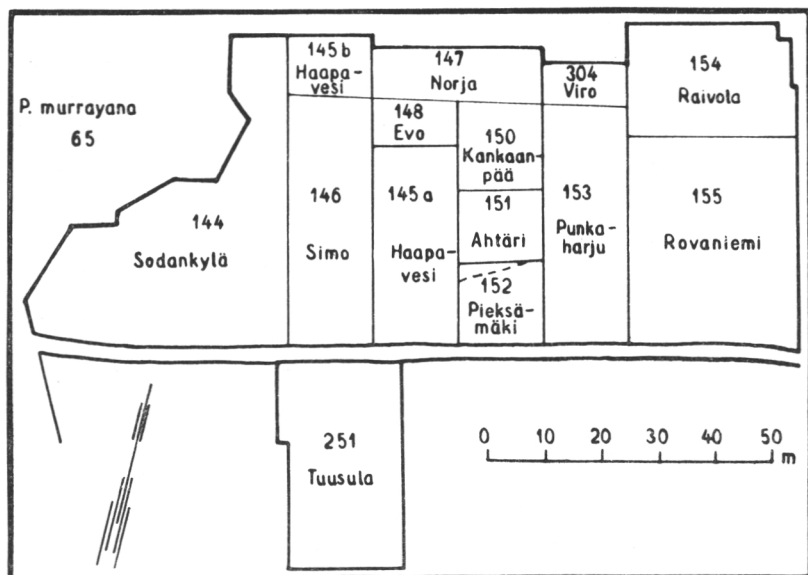 P. murrayana
65
144
Sodankylä
145 b
Haapa-
vesi
146
Simo
147
Norja
148
Evo
145 a
Haapa-
vesi
150
Kankaan-
pää
151
Ahtäri
152
Pieksä-
mäki
304
Viro
153
Punka-
harju
154
Raivola
155
Rovaniemi
251
Tuusula
0 10 20 30 40 50
m